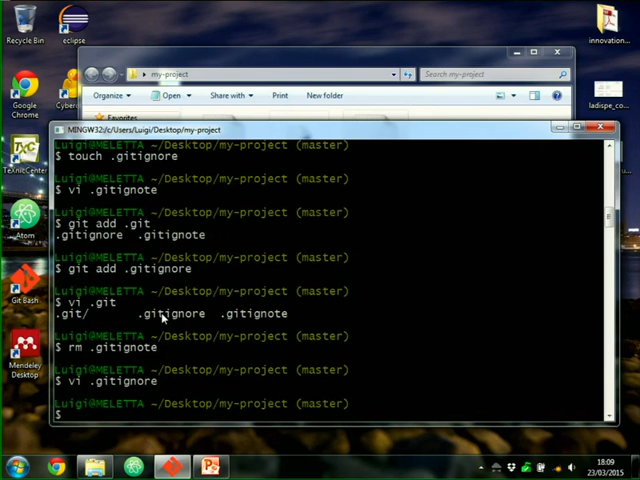 Recycle Bin
eclipse
innovation...
my-project
Search my-project
Organize
Open
Share with
Print
New folder
Favorites
Google Chrome
ladispe_co...
MINGW32:/c/Users/Luigi/Desktop/my-project
Luigi@MELETTA ~/Desktop/my-project (master)
$ touch .gitignore
Luigi@MELETTA ~/Desktop/my-project (master)
$ vi .gitignote
Luigi@MELETTA ~/Desktop/my-project (master)
$ git add .git
.gitignore .gitignote
Luigi@MELETTA ~/Desktop/my-project (master)
$ git add .gitignore
Luigi@MELETTA ~/Desktop/my-project (master)
$ vi .git
.git/ .gitignore .gitignote
Luigi@MELETTA ~/Desktop/my-project (master)
$ rm .gitignote
Luigi@MELETTA ~/Desktop/my-project (master)
$ vi .gitignore
Luigi@MELETTA ~/Desktop/my-project (master)
$
TeXnicCenter
Atom
Git Bash
Mendeley Desktop
18:09
23/03/2015